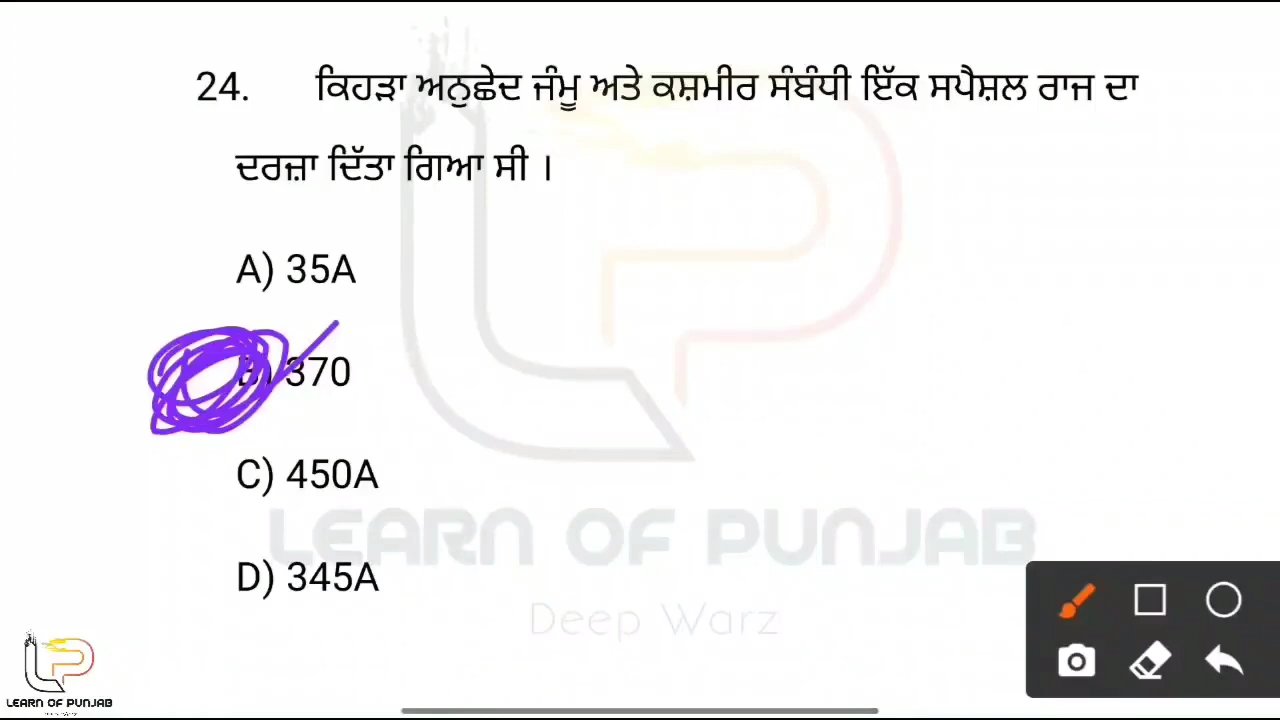 24. ਕਿਹੜਾ ਅਨੁਛੇਦ ਜੰਮੂ ਅਤੇ ਕਸ਼ਮੀਰ ਸੰਬੰਧੀ ਇੱਕ ਸਪੈਸ਼ਲ ਰਾਜ ਦਾ
ਦਰਜ਼ਾ ਦਿੱਤਾ ਗਿਆ ਸੀ ।
A) 35A
B) 370
C) 450A
LEARN OF PUNJAB
D) 345A
Deep Warz
LEARN OF PUNJAB